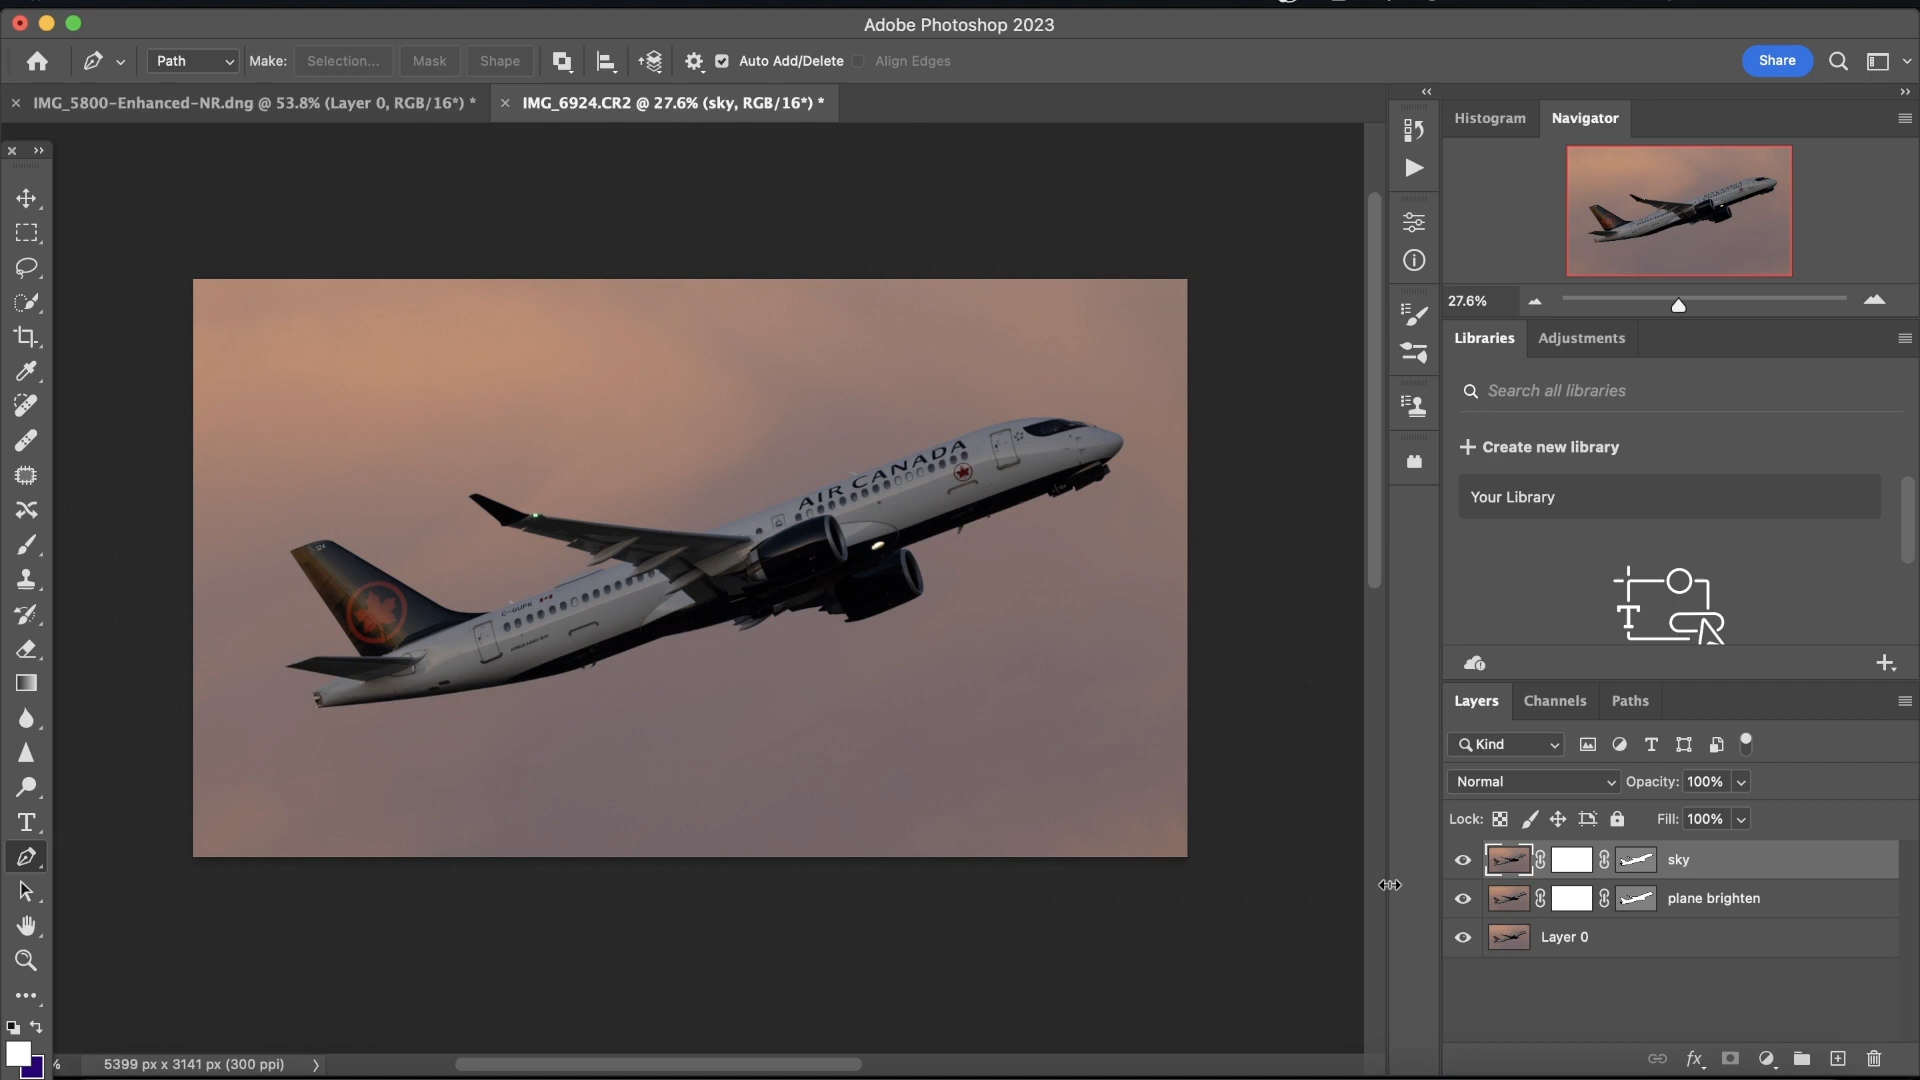 Adobe Photoshop 2023
Path
Make:
Selection...
Mask
Shape
Auto Add/Delete
Align Edges
Share
IMG_5800-Enhanced-NR.dng @ 53.8% (Layer 0, RGB/16*) *
IMG_6924.CR2 @ 27.6% (sky, RGB/16*) *
Histogram
Navigator
27.6%
Libraries
Adjustments
Search all libraries
Create new library
Your Library
AIR CANADA
124
C-GUPK
T
Layers
Channels
Paths
Kind
Normal
Opacity: 100%
Lock:
Fill: 100%
sky
plane brighten
Layer 0
fx
%
5399 px x 3141 px (300 ppi)